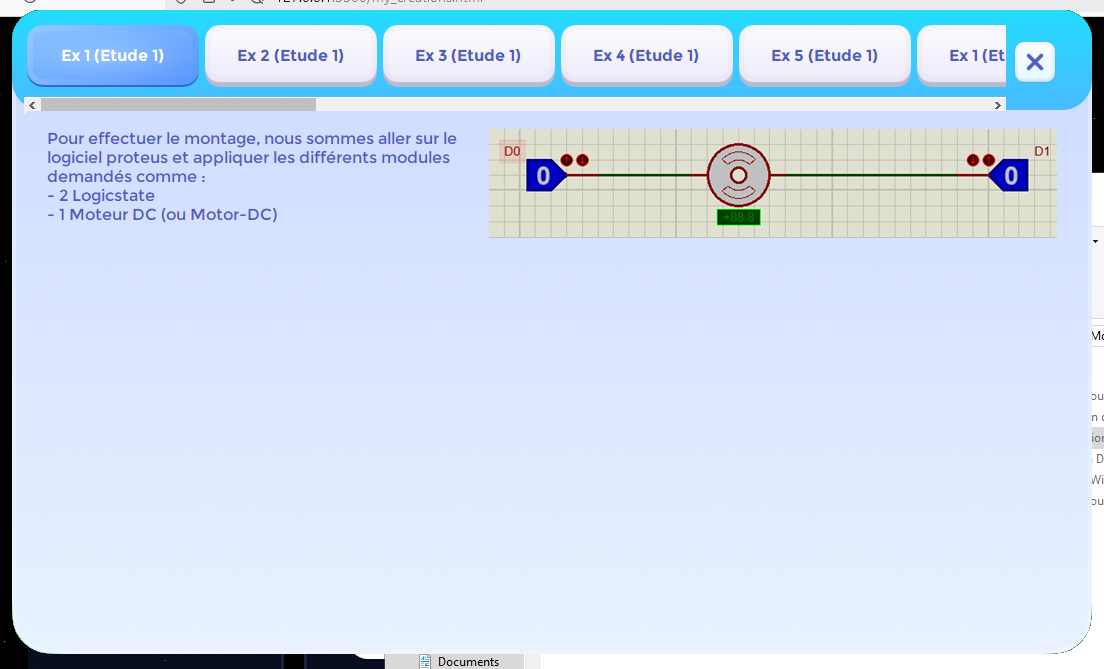 Ex 1 (Etude 1)
Ex 2 (Etude 1)
Ex 3 (Etude 1)
Ex 4 (Etude 1)
Ex 5 (Etude 1)
Ex 1 (Et
Pour effectuer le montage, nous sommes aller sur le
logiciel proteus et appliquer les différents modules
demandés comme :
- 2 Logicstate
- 1 Moteur DC (ou Motor-DC)
D0
0
+88.8
0
D1
Documents